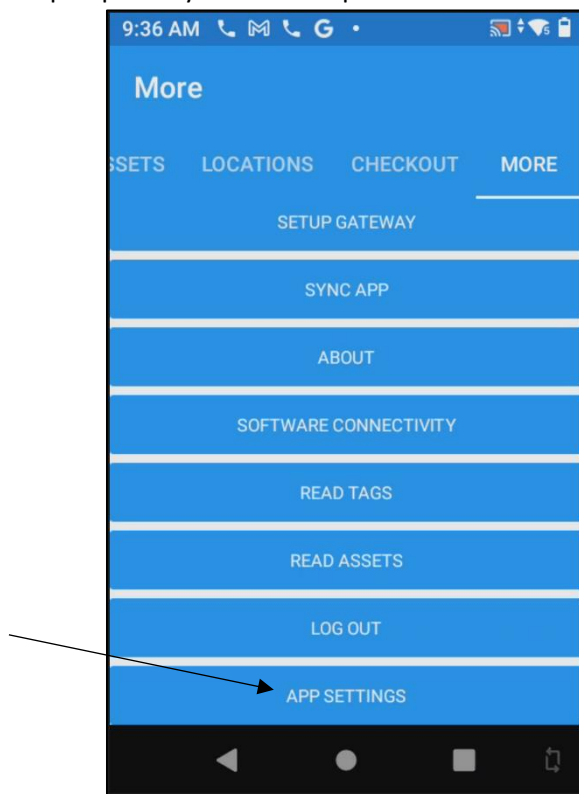 9:36 AM G
More
SSETS LOCATIONS CHECKOUT MORE
SETUP GATEWAY
SYNC APP
ABOUT
SOFTWARE CONNECTIVITY
READ TAGS
READ ASSETS
LOG OUT
APP SETTINGS